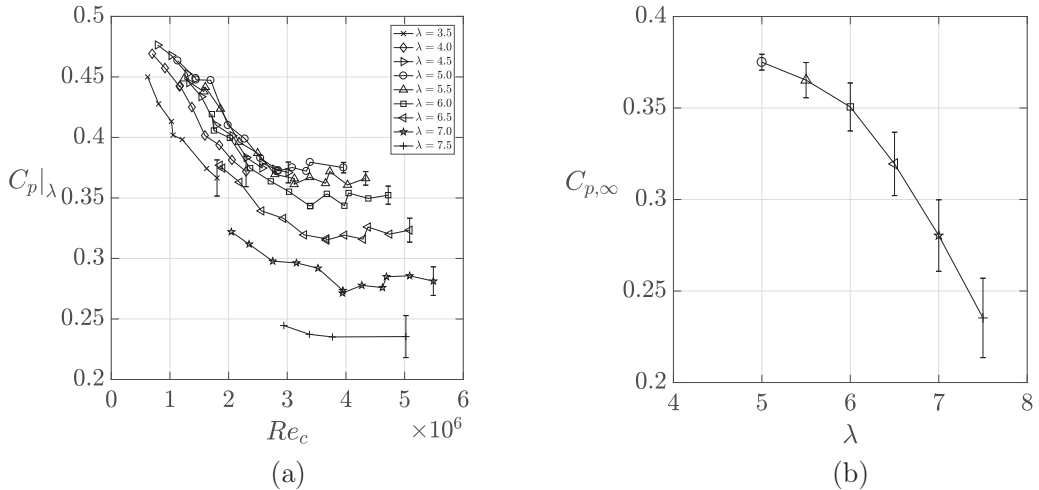 0.5
0.45
0.4
0.35
0.3
0.25
0.2
C_p|_λ
0 1 2 3 4 5 6
Re_c
×10^6
λ = 3.5
λ = 4.0
λ = 4.5
λ = 5.0
λ = 5.5
λ = 6.0
λ = 6.5
λ = 7.0
λ = 7.5
(a)
0.4
0.35
0.3
0.25
0.2
C_{p,∞}
4 5 6 7 8
λ
(b)